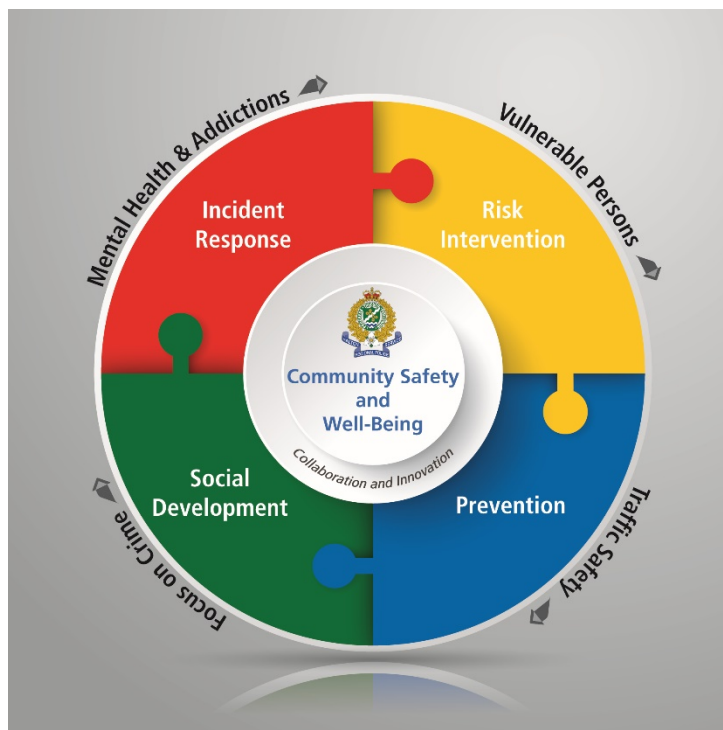 Mental Health & Addictions
Vulnerable Persons
Incident
Response
Risk
Intervention
Community Safety
and
Well-Being
Collaboration and Innovation
Social
Development
Prevention
Focus on Crime
Traffic Safety